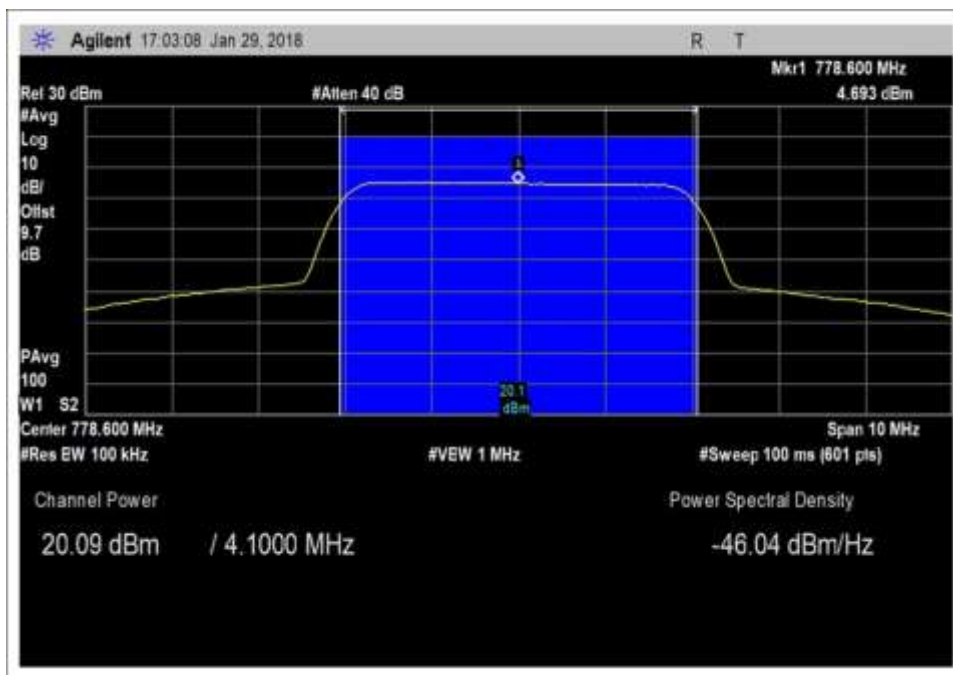 Agilent 17:03:08 Jan 29, 2018
R T
Mkr1 778.600 MHz
Ref 30 dBm #Atten 40 dB 4.693 dBm
#Avg
Log
10
dB/
Offst
9.7
dB
1
PAvg
100
W1 S2
20.1
dBm
Center 778.600 MHz Span 10 MHz
#Res BW 100 kHz #VBW 1 MHz #Sweep 100 ms (601 pts)
Channel Power Power Spectral Density
20.09 dBm / 4.1000 MHz -46.04 dBm/Hz